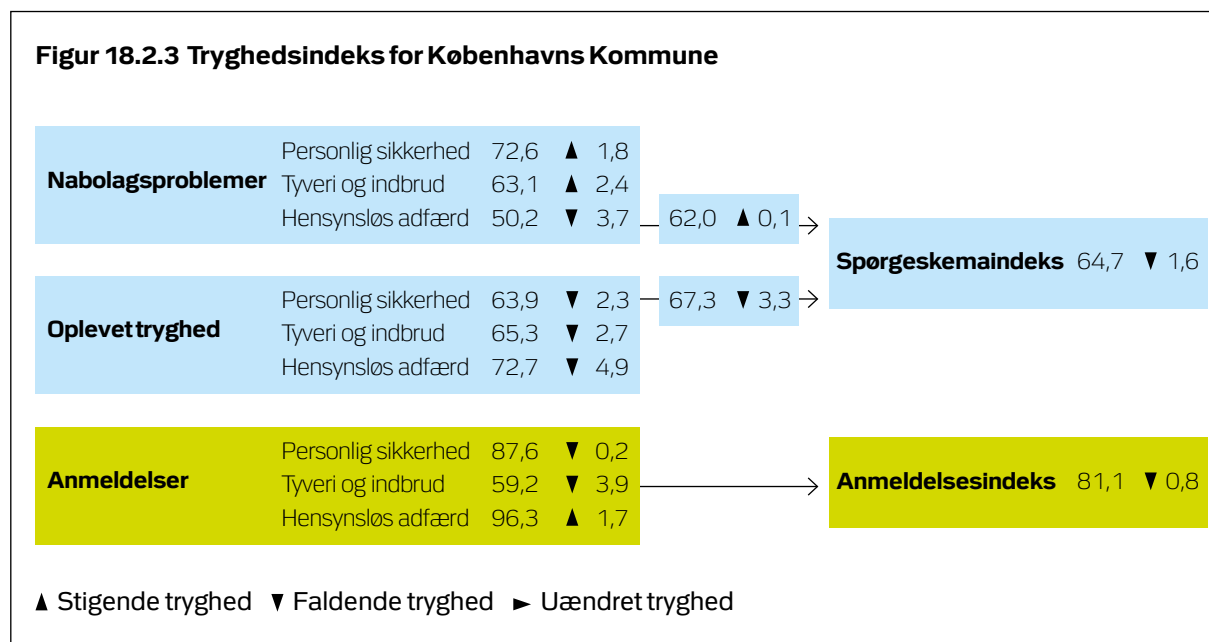 Figur 18.2.3 Tryghedsindeks for Københavns Kommune
Nabolagsproblemer
Personlig sikkerhed 72,6 ▲ 1,8
Tyveri og indbrud 63,1 ▲ 2,4
Hensynsløs adfærd 50,2 ▼ 3,7
62,0 ▲ 0,1
Oplevet tryghed
Personlig sikkerhed 63,9 ▼ 2,3
Tyveri og indbrud 65,3 ▼ 2,7
Hensynsløs adfærd 72,7 ▼ 4,9
67,3 ▼ 3,3
Spørgeskemaindeks 64,7 ▼ 1,6
Anmeldelser
Personlig sikkerhed 87,6 ▼ 0,2
Tyveri og indbrud 59,2 ▼ 3,9
Hensynsløs adfærd 96,3 ▲ 1,7
Anmeldelsesindeks 81,1 ▼ 0,8
▲ Stigende tryghed ▼ Faldende tryghed ► Uændret tryghed